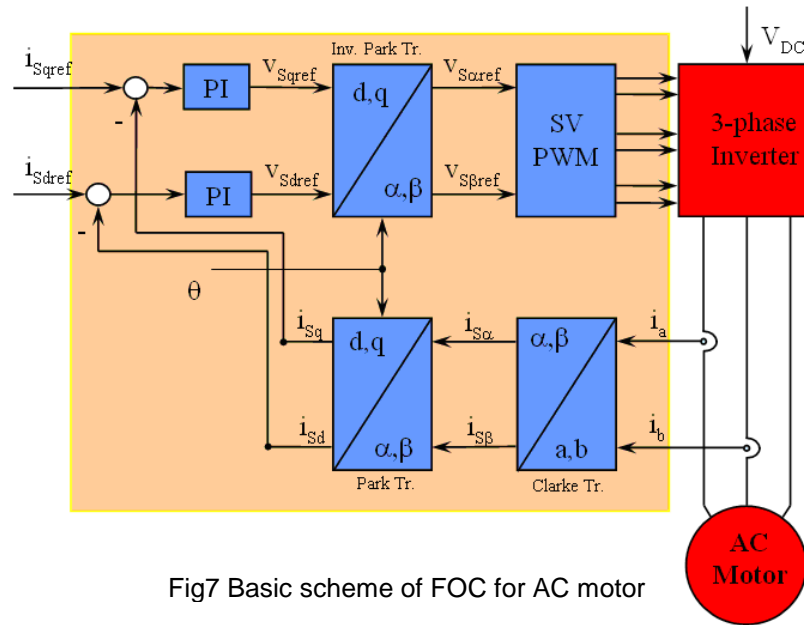 Inv. Park Tr.
V_DC
i_Sqref
PI
v_Sqref
d,q
v_Sαref
SV
PWM
3-phase
Inverter
-
i_Sdref
PI
v_Sdref
α,β
v_Sβref
-
θ
i_Sq
d,q
i_Sα
α,β
i_a
i_Sd
α,β
i_Sβ
a,b
i_b
Park Tr.
Clarke Tr.
AC
Motor
Fig7 Basic scheme of FOC for AC motor